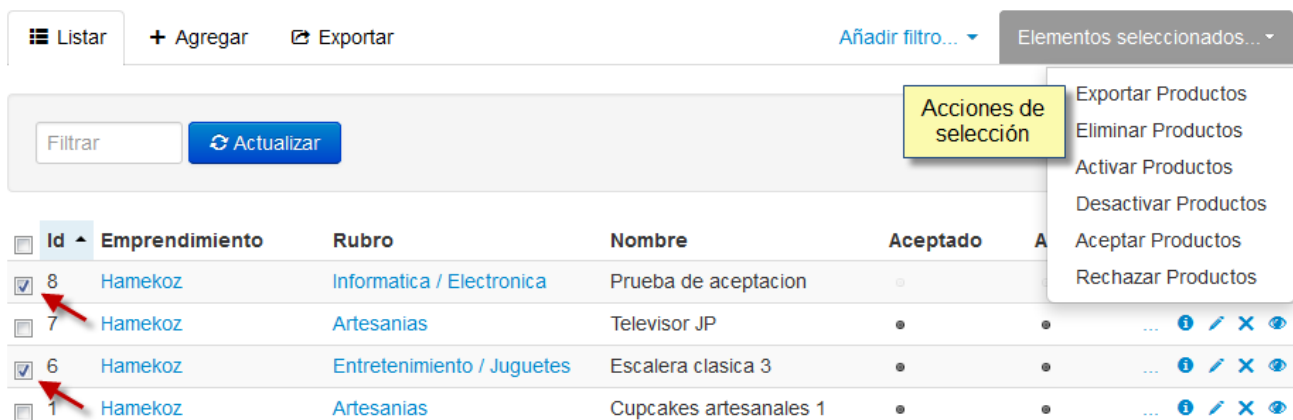 Listar Agregar Exportar Añadir filtro... Elementos seleccionados...
Exportar Productos
Eliminar Productos
Activar Productos
Desactivar Productos
Aceptar Productos
Rechazar Productos
Acciones de
selección
Filtrar Actualizar
Id Emprendimiento Rubro Nombre Aceptado A
8 Hamekoz Informatica / Electronica Prueba de aceptacion
7 Hamekoz Artesanias Televisor JP ...
6 Hamekoz Entretenimiento / Juguetes Escalera clasica 3 ...
1 Hamekoz Artesanias Cupcakes artesanales 1 ...